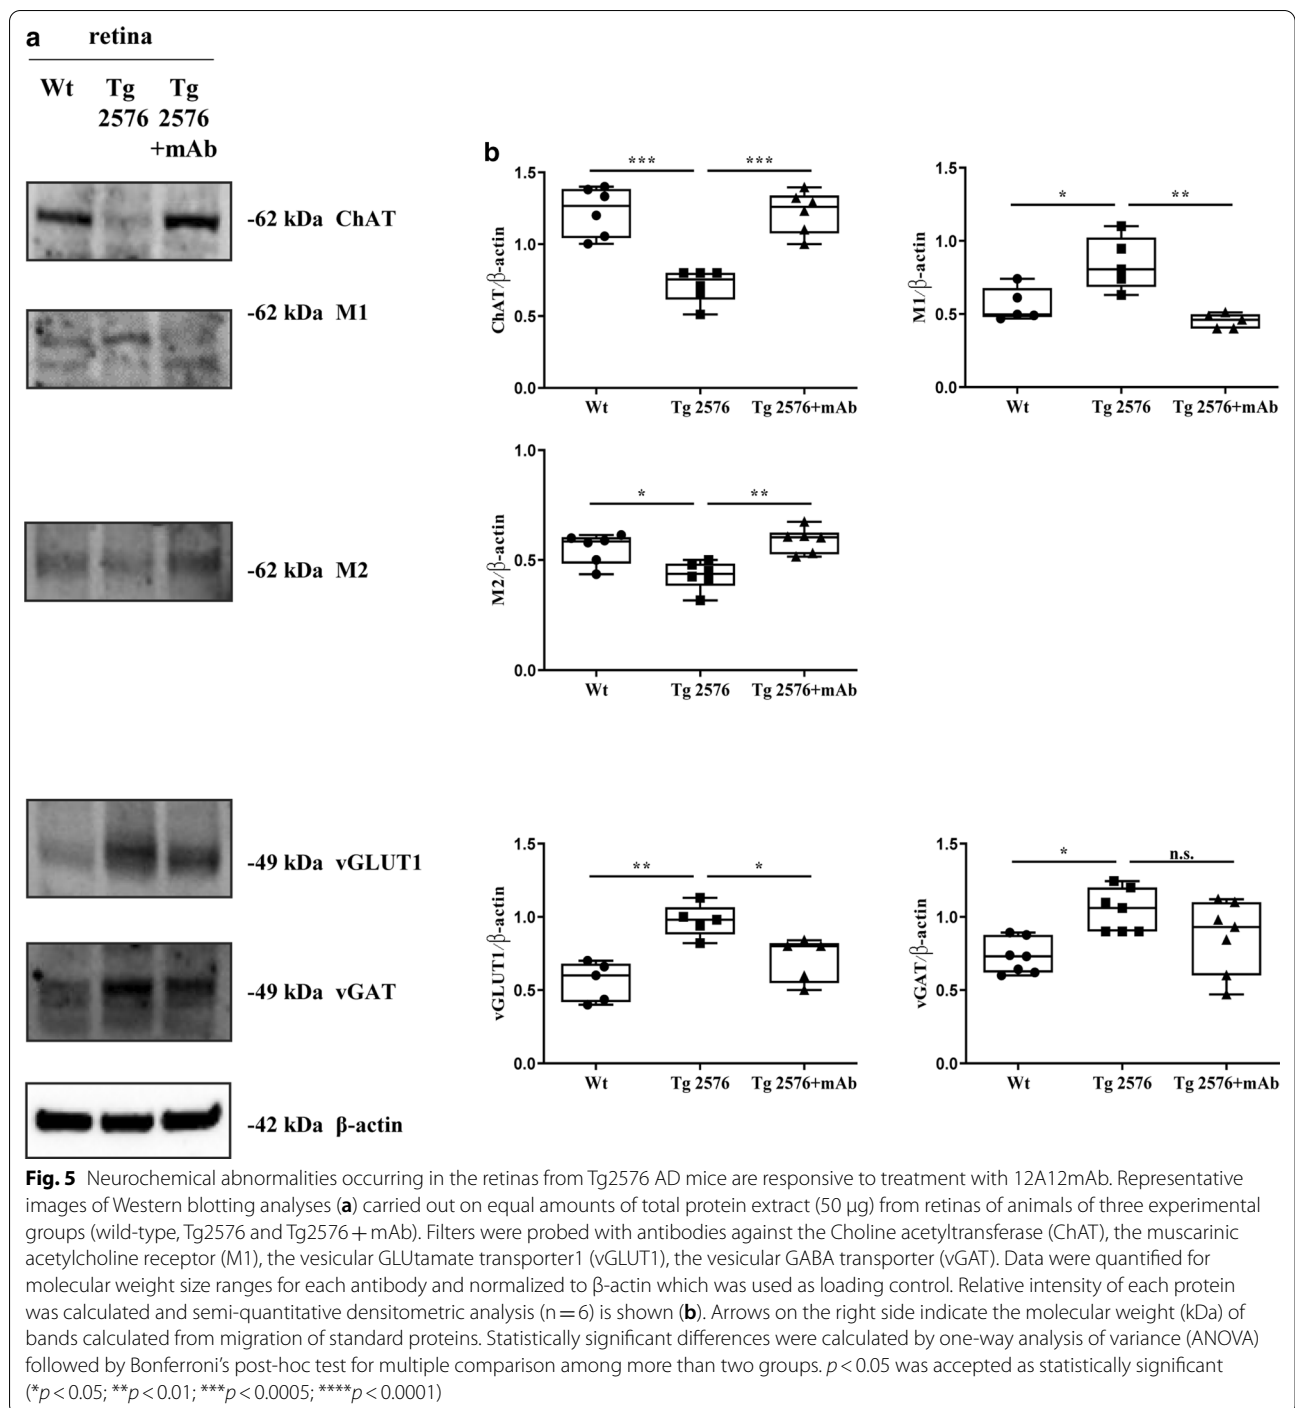 a
retina
Wt Tg Tg
2576 2576
+mAb
-62 kDa ChAT
-62 kDa M1
-62 kDa M2
-49 kDa vGLUT1
-49 kDa vGAT
-42 kDa β-actin
b
***
***
1.5
1.0
0.5
0.0
ChAT/β-actin
Wt Tg 2576 Tg 2576+mAb
*
**
1.5
1.0
0.5
0.0
M1/β-actin
Wt Tg 2576 Tg 2576+mAb
*
**
1.0
0.5
0.0
M2/β-actin
Wt Tg 2576 Tg 2576+mAb
**
*
1.5
1.0
0.5
0.0
vGLUT1/β-actin
Wt Tg 2576 Tg 2576+mAb
*
n.s.
1.5
1.0
0.5
0.0
vGAT/β-actin
Wt Tg 2576 Tg 2576+mAb
Fig. 5 Neurochemical abnormalities occurring in the retinas from Tg2576 AD mice are responsive to treatment with 12A12mAb. Representative
images of Western blotting analyses (a) carried out on equal amounts of total protein extract (50 μg) from retinas of animals of three experimental
groups (wild-type, Tg2576 and Tg2576 + mAb). Filters were probed with antibodies against the Choline acetyltransferase (ChAT), the muscarinic
acetylcholine receptor (M1), the vesicular GLUtamate transporter1 (vGLUT1), the vesicular GABA transporter (vGAT). Data were quantified for
molecular weight size ranges for each antibody and normalized to β-actin which was used as loading control. Relative intensity of each protein
was calculated and semi-quantitative densitometric analysis (n = 6) is shown (b). Arrows on the right side indicate the molecular weight (kDa) of
bands calculated from migration of standard proteins. Statistically significant differences were calculated by one-way analysis of variance (ANOVA)
followed by Bonferroni's post-hoc test for multiple comparison among more than two groups. p < 0.05 was accepted as statistically significant
(*p < 0.05; **p < 0.01; ***p < 0.0005; ****p < 0.0001)